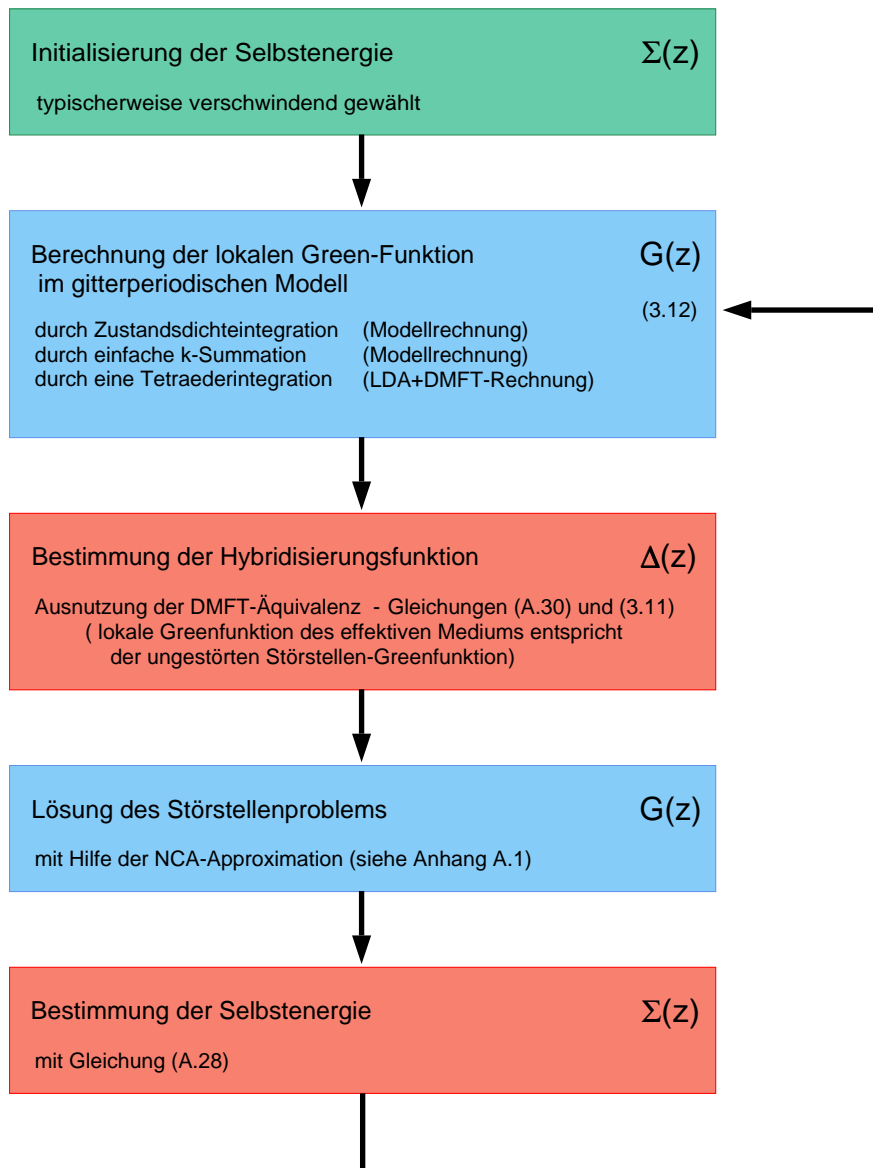 Initialisierung der Selbstenergie Σ(z)
typischerweise verschwindend gewählt
Berechnung der lokalen Green-Funktion G(z)
im gitterperiodischen Modell
(3.12)
durch Zustandsdichteintegration (Modellrechnung)
durch einfache k-Summation (Modellrechnung)
durch eine Tetraederintegration (LDA+DMFT-Rechnung)
Bestimmung der Hybridisierungsfunktion Δ(z)
Ausnutzung der DMFT-Äquivalenz - Gleichungen (A.30) und (3.11)
( lokale Greenfunktion des effektiven Mediums entspricht
der ungestörten Störstellen-Greenfunktion)
Lösung des Störstellenproblems G(z)
mit Hilfe der NCA-Approximation (siehe Anhang A.1)
Bestimmung der Selbstenergie Σ(z)
mit Gleichung (A.28)